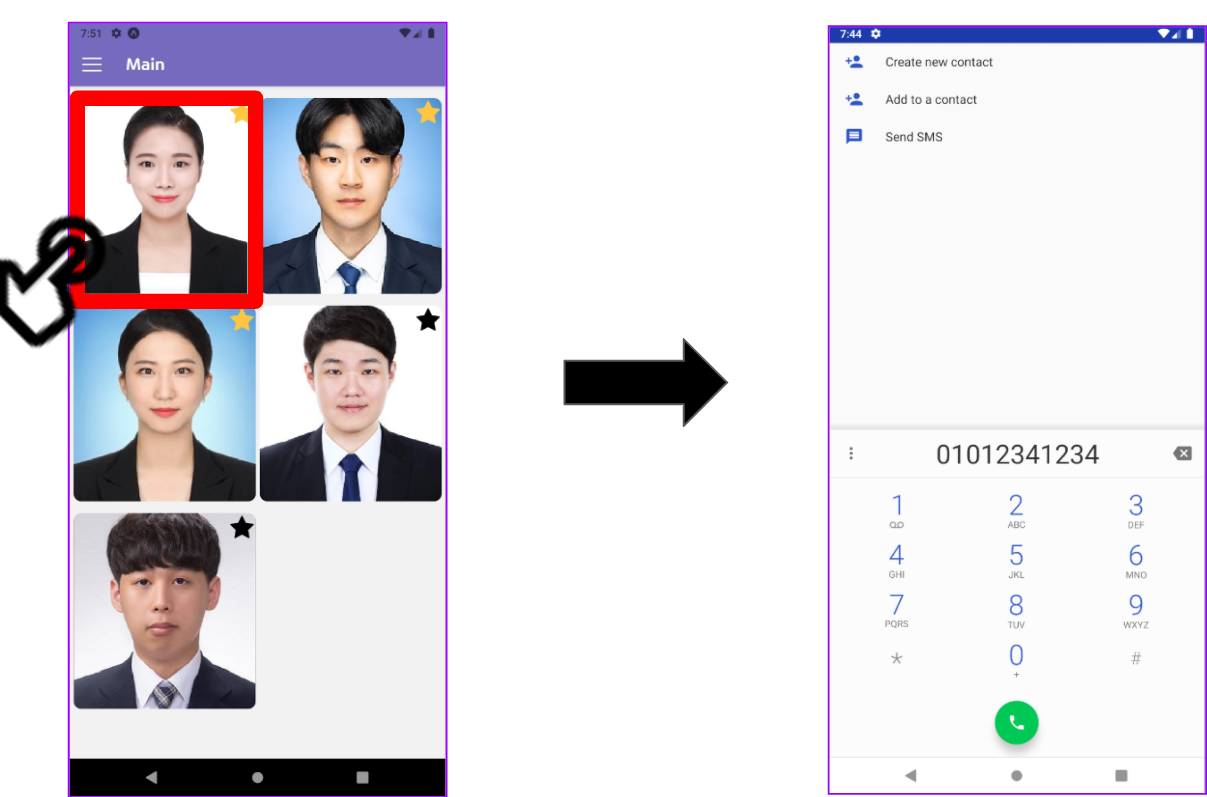 7:51
Main
7:44
Create new contact
Add to a contact
Send SMS
01012341234
1 2 3
ABC DEF
4 5 6
GHI JKL MNO
7 8 9
PQRS TUV WXYZ
* 0 #
+